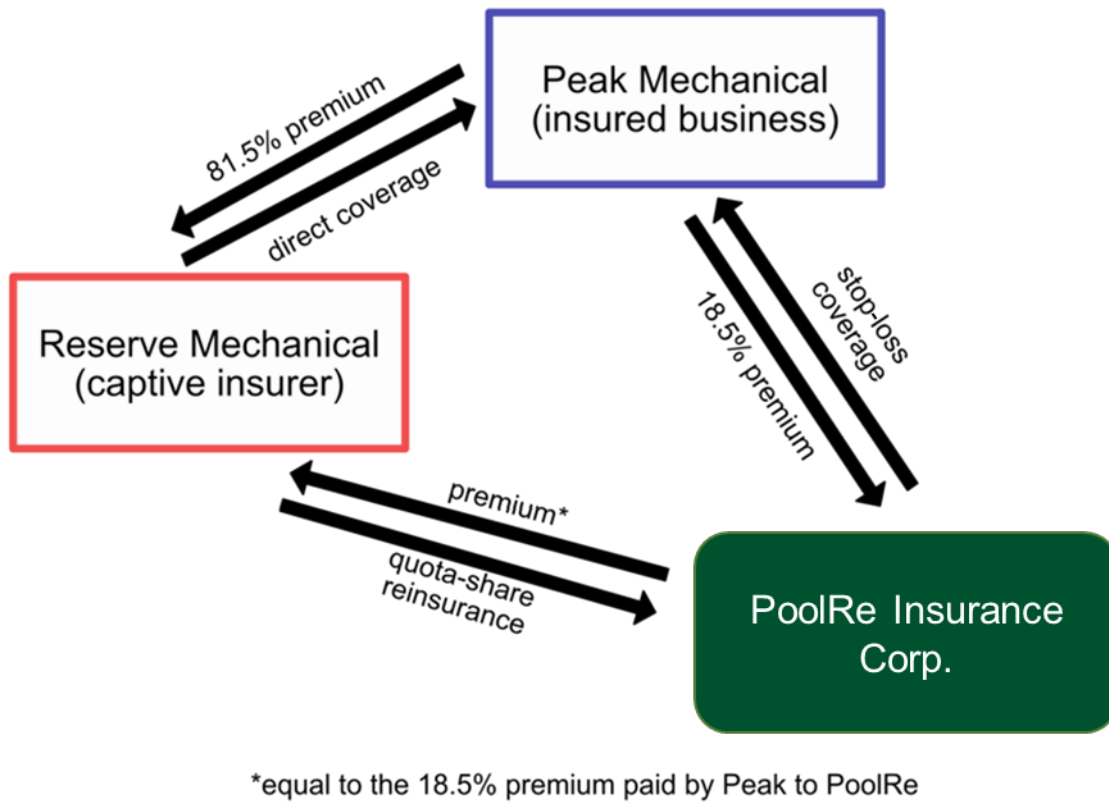 Peak Mechanical
(insured business)
81.5% premium
direct coverage
Reserve Mechanical
(captive insurer)
stop-loss
coverage
18.5% premium
premium*
quota-share
reinsurance
PoolRe Insurance
Corp.
*equal to the 18.5% premium paid by Peak to PoolRe